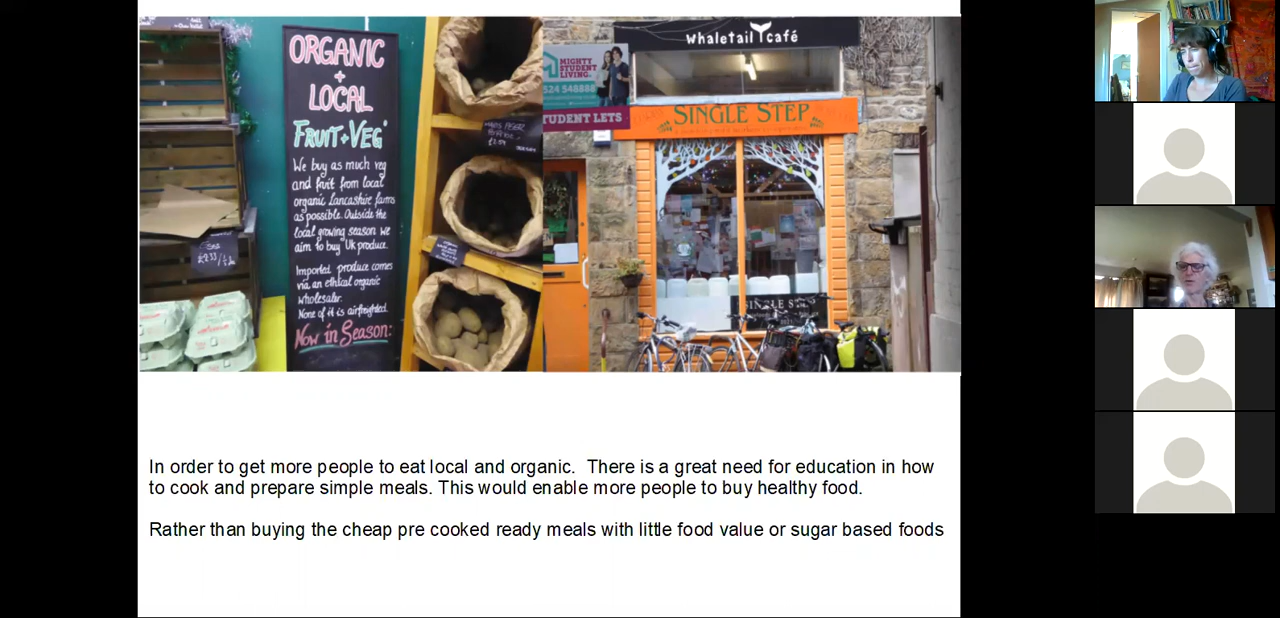 ORGANIC
+
LOCAL
FRUIT+VEG
We buy as much veg
and fruit from local
organic Lancashire farms
as possible. Outside the
local growing season we
aim to buy UK produce.
Imported produce comes
via an ethical organic
wholesaler.
None of it is airfreighted.
Now in Season:
whaletail café
MIGHTY
STUDENT
LIVING.
524 548888
TUDENT LETS
SINGLE STEP
SINGLE STEP
In order to get more people to eat local and organic.  There is a great need for education in how
to cook and prepare simple meals. This would enable more people to buy healthy food.
Rather than buying the cheap pre cooked ready meals with little food value or sugar based foods